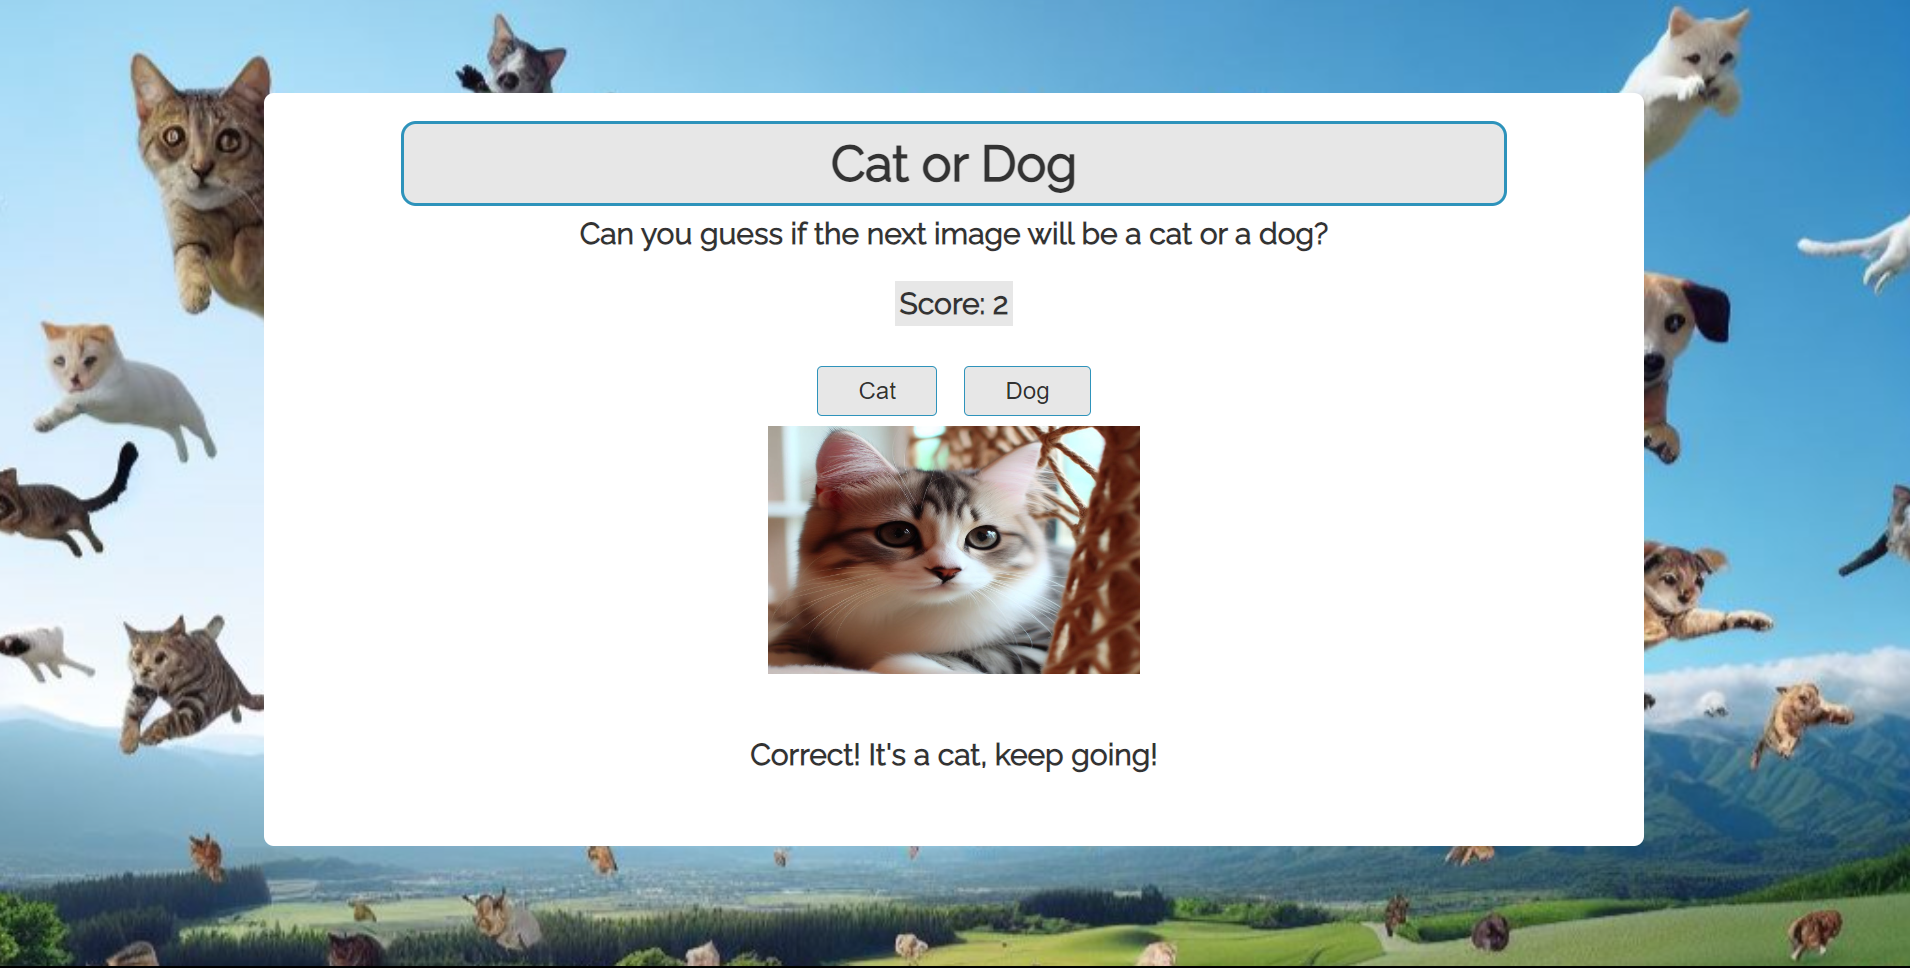 Cat or Dog
Can you guess if the next image will be a cat or a dog?
Score: 2
Cat
Dog
Correct! It's a cat, keep going!